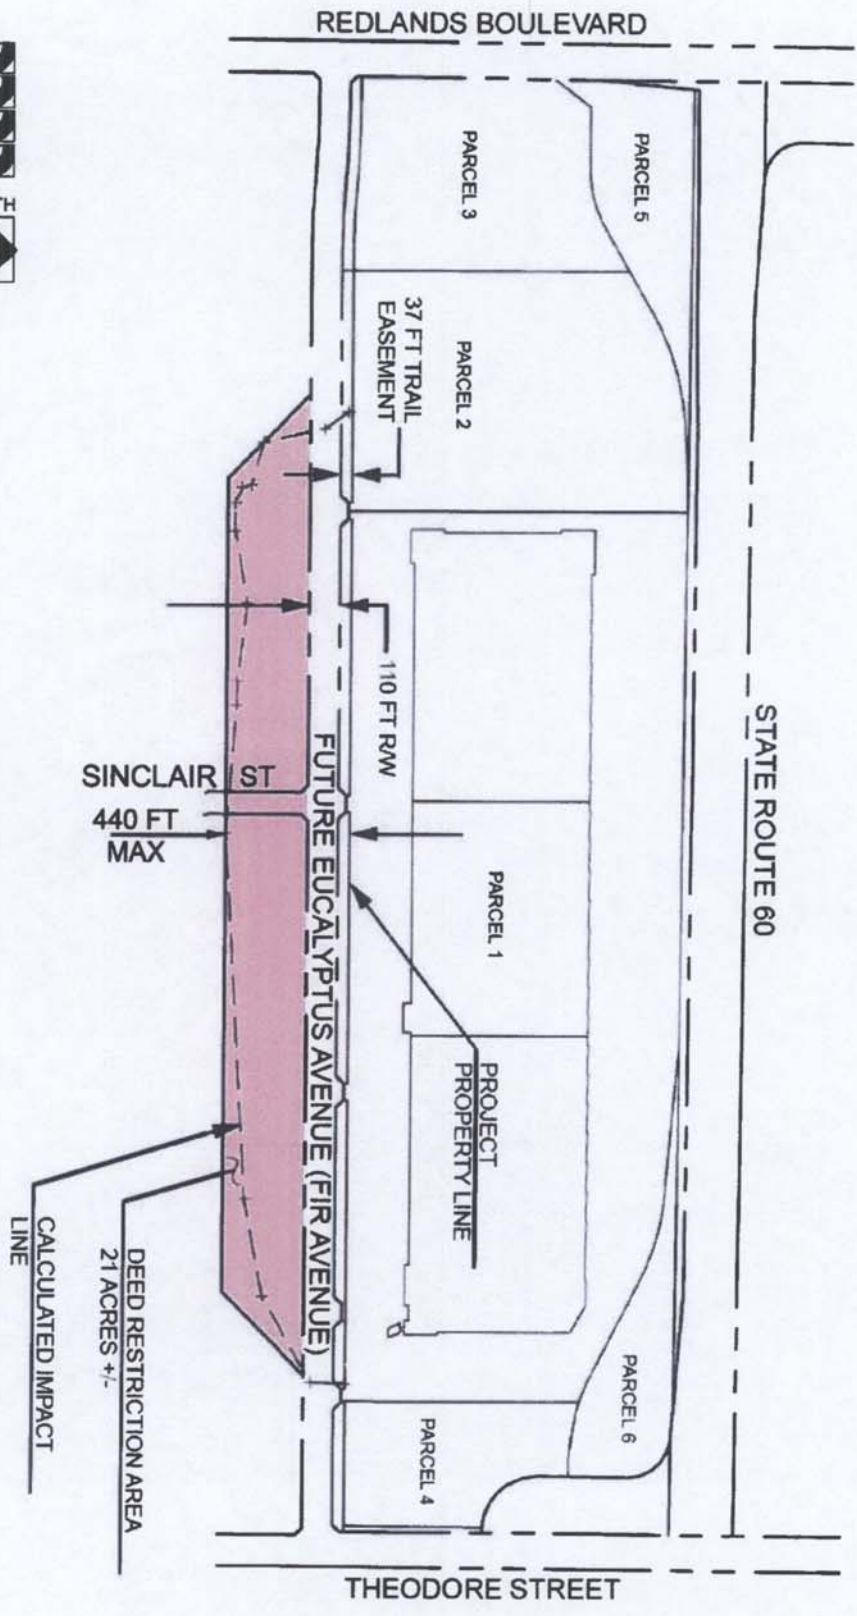 REDLANDS BOULEVARD
PARCEL 3
PARCEL 5
37 FT TRAIL
EASEMENT
PARCEL 2
STATE ROUTE 60
110 FT R/W
SINCLAIR ST
440 FT
MAX
FUTURE EUCALYPTUS AVENUE (FIR AVENUE)
PARCEL 1
PROJECT
PROPERTY LINE
PARCEL 6
PARCEL 4
CALCULATED IMPACT
LINE
DEED RESTRICTION AREA
21 ACRES +/-
THEODORE STREET